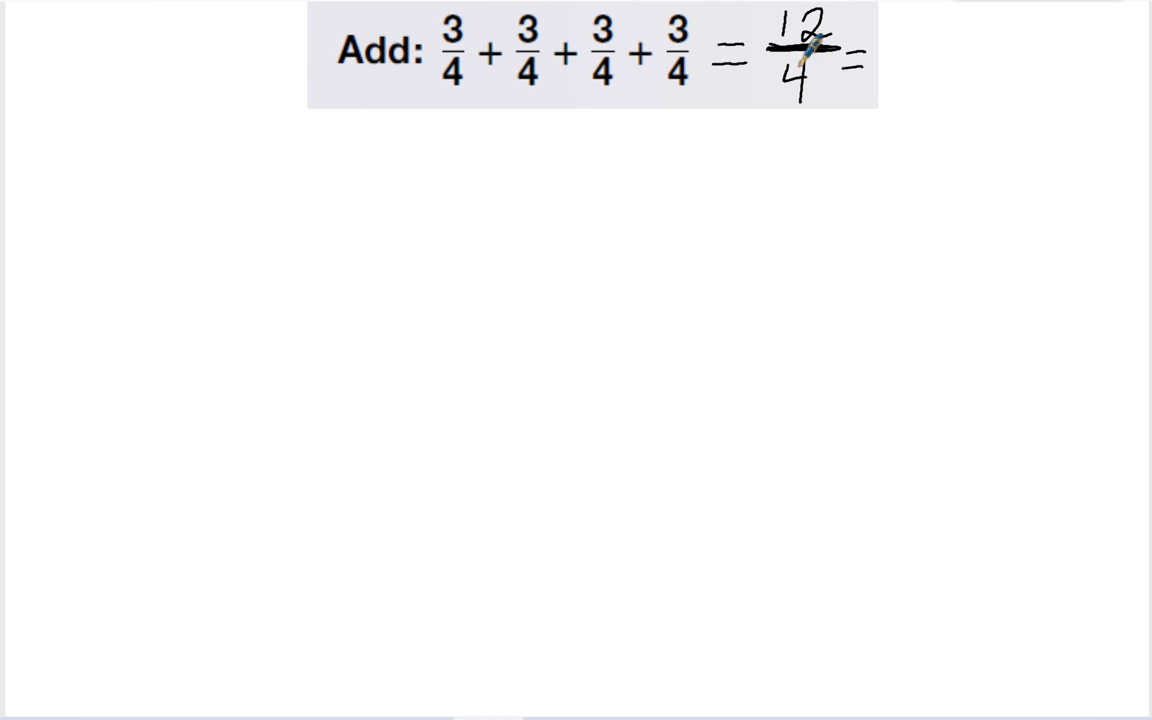 Add: 3/4 + 3/4 + 3/4 + 3/4 = 12/4 =